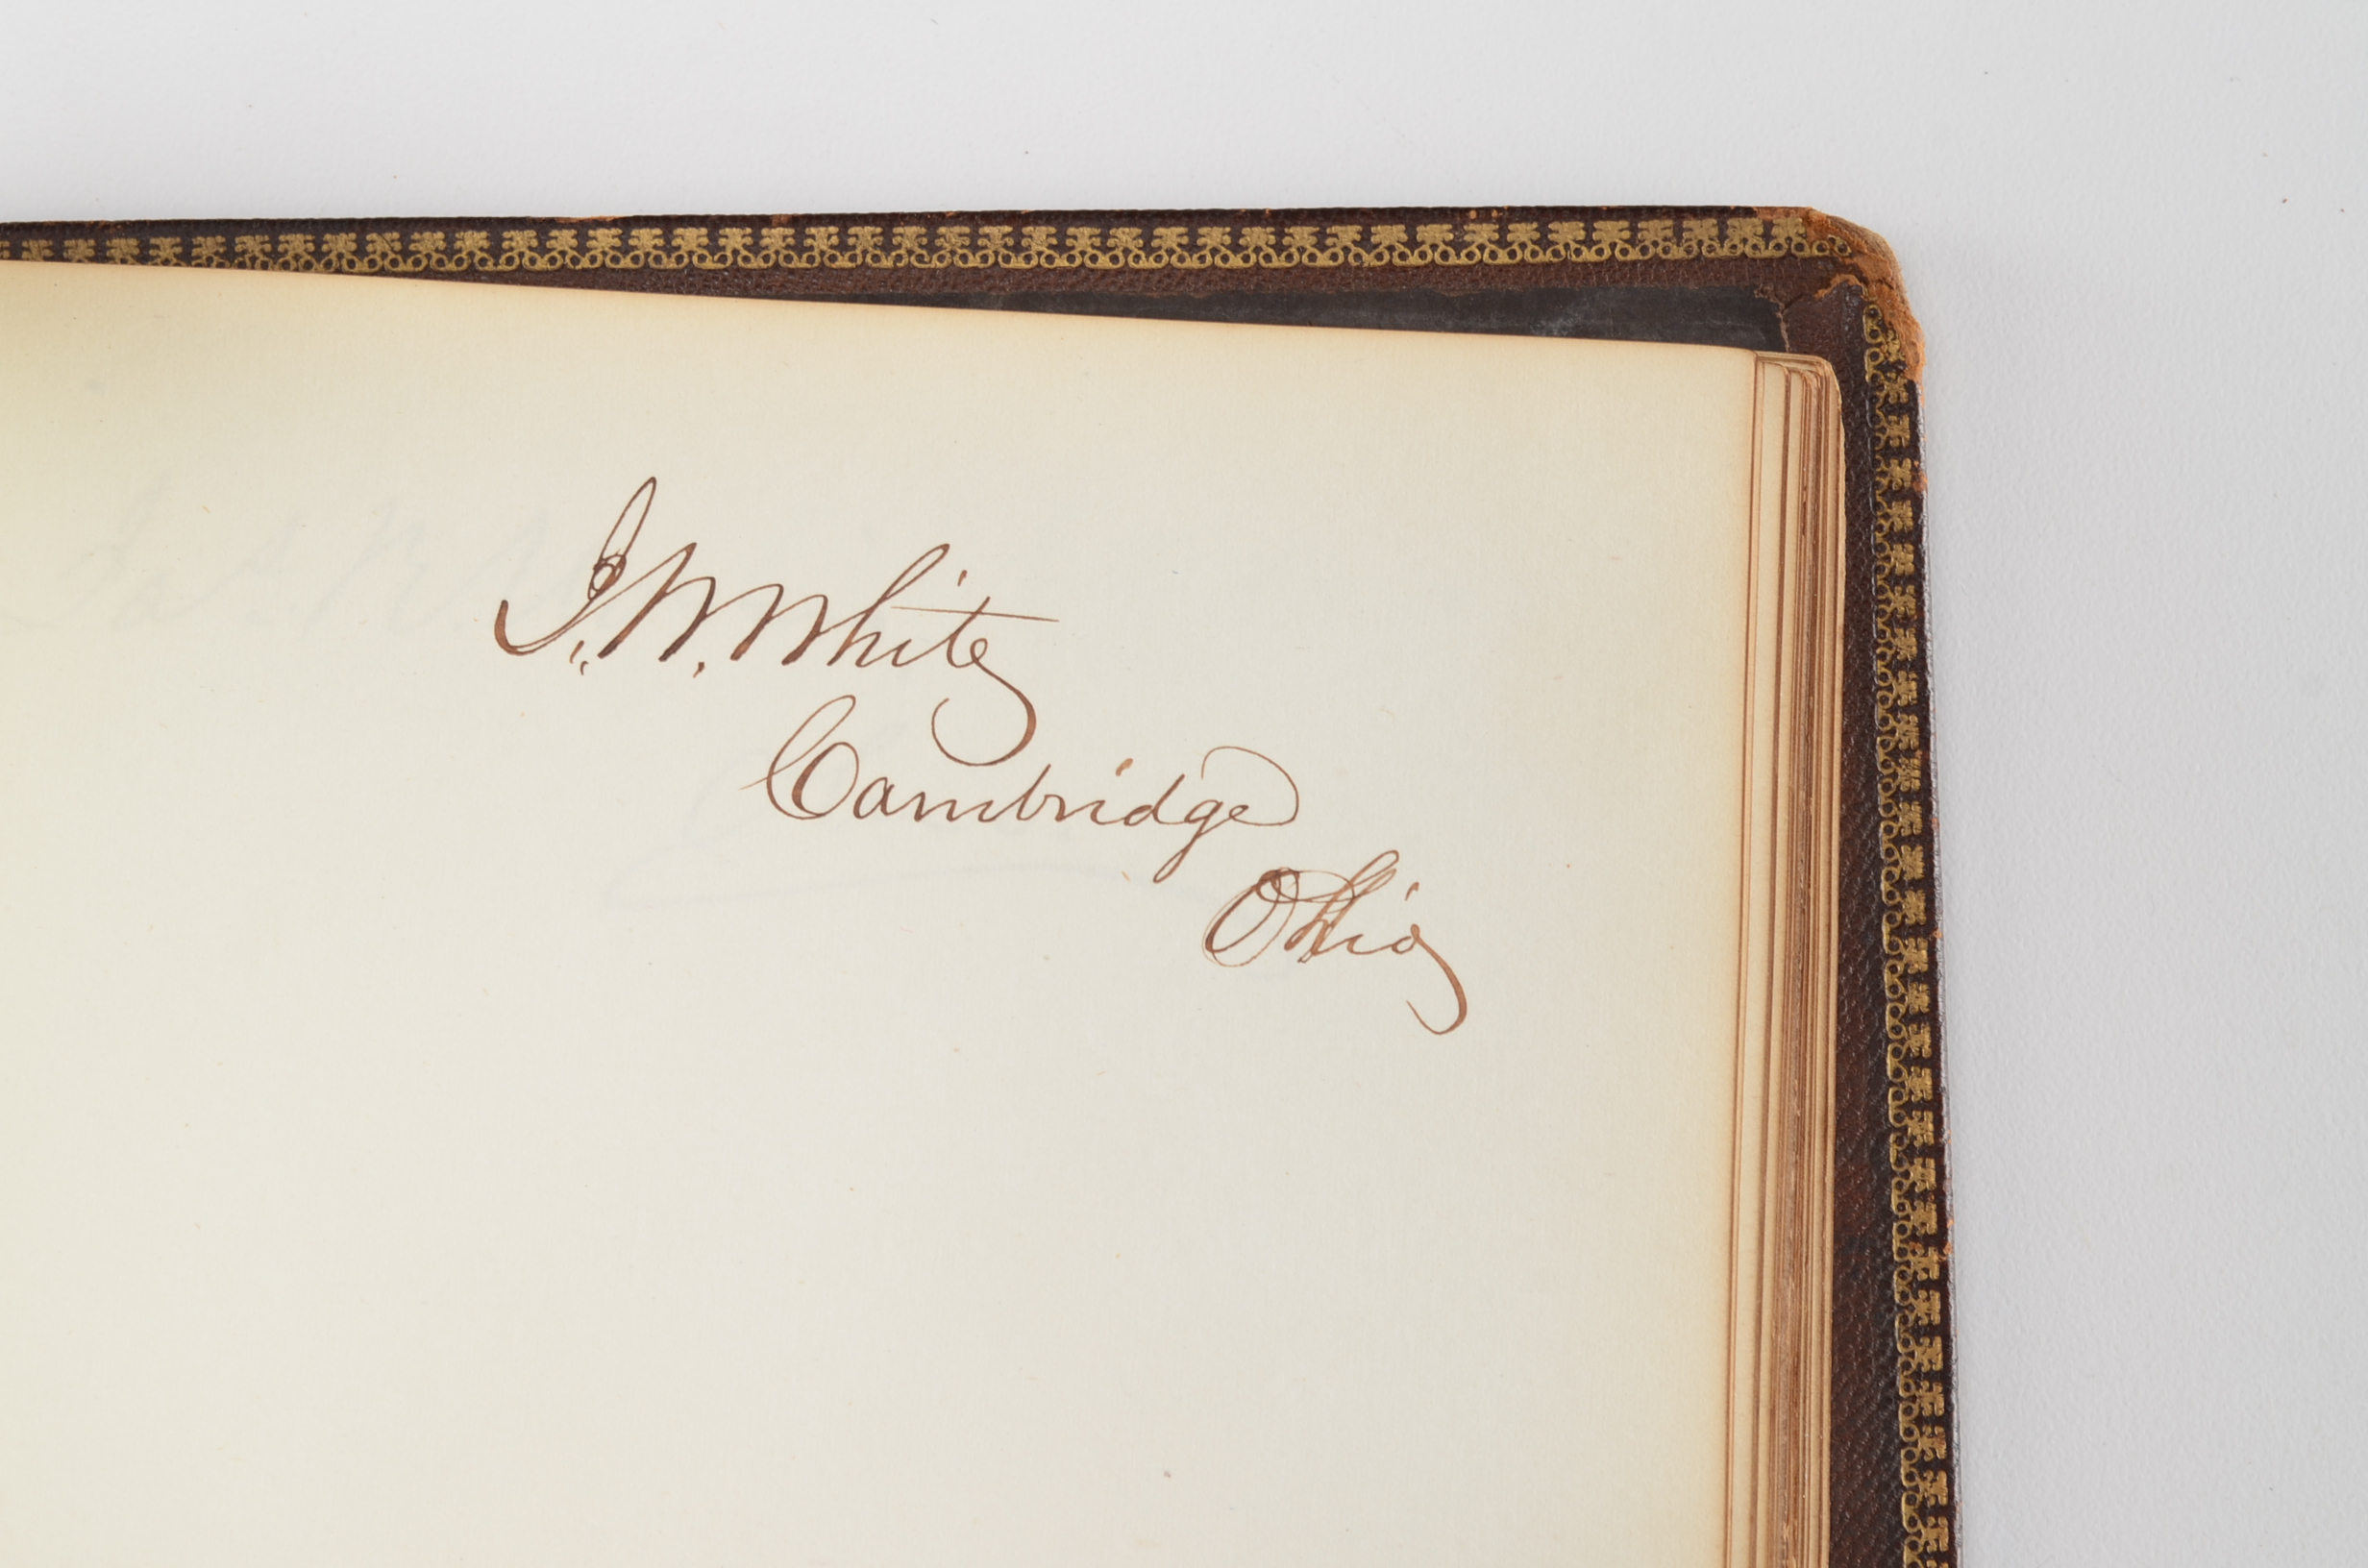 J. W. White
Cambridge
Ohio